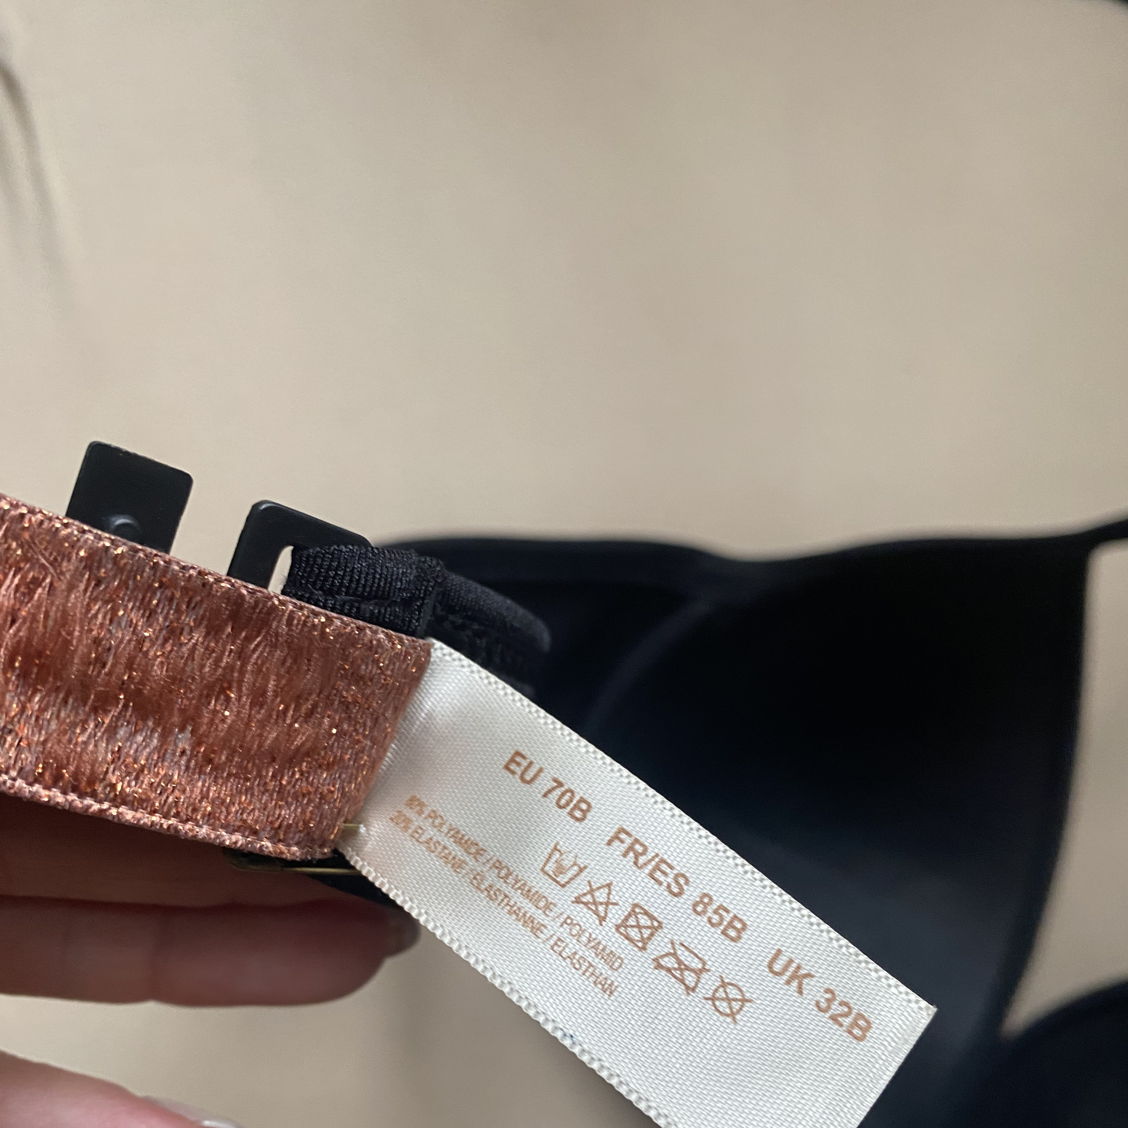 EU 70B FR/ES 85B UK 32B
80% POLYAMIDE / POLYAMIDE / POLYAMID
20% ELASTANE / ELASTHANNE / ELASTHAN